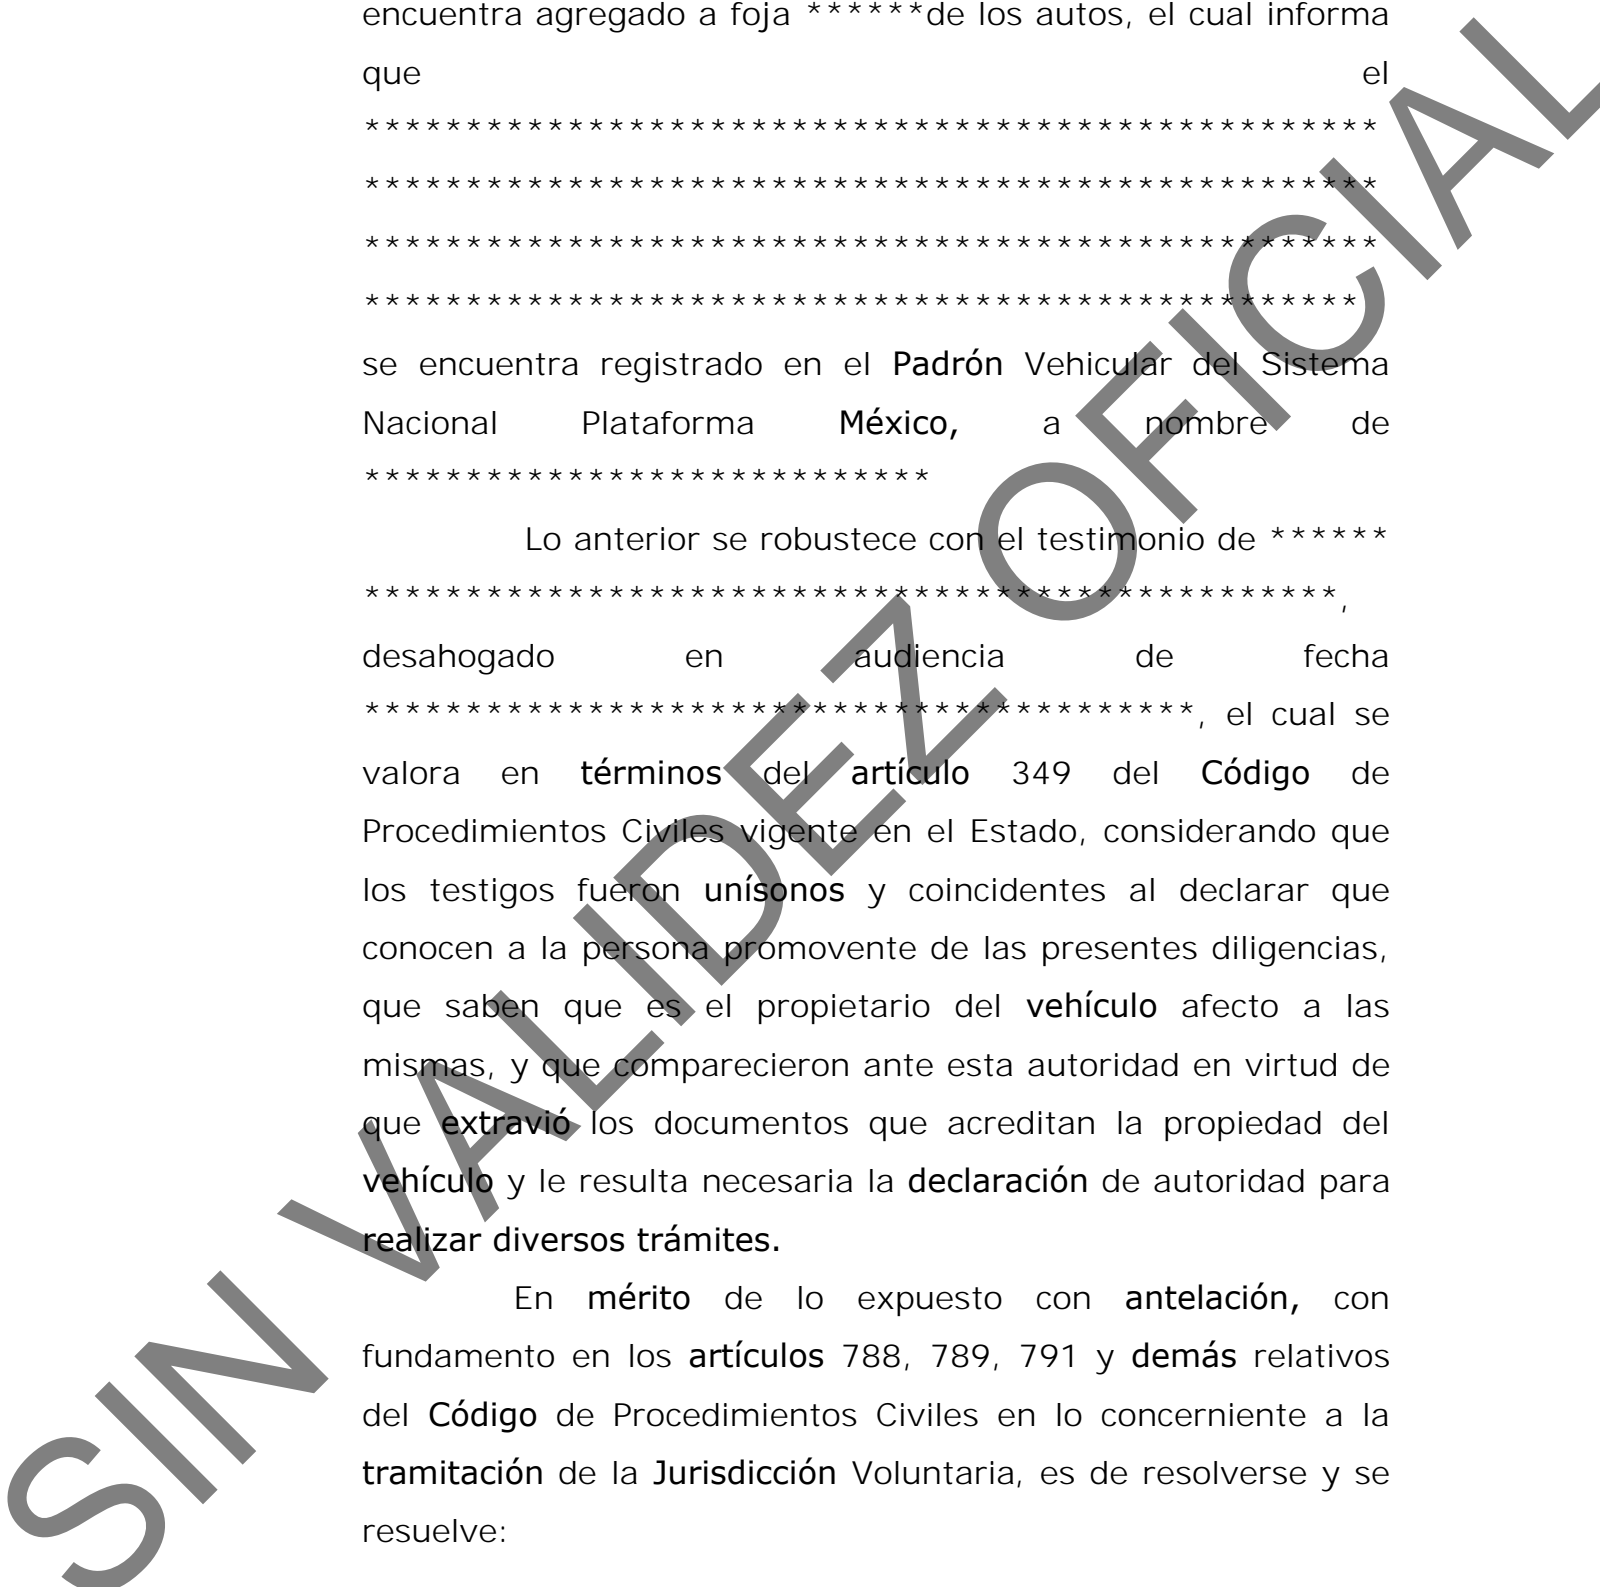 encuentra agregado a foja ******de los autos, el cual informa
que el
**************************************************
**************************************************
**************************************************
*************************************************
se encuentra registrado en el Padrón Vehicular del Sistema
Nacional Plataforma México, a nombre de
****************************
Lo anterior se robustece con el testimonio de ******
************************************************,
desahogado en audiencia de fecha
*****************************************, el cual se
valora en términos del artículo 349 del Código de
Procedimientos Civiles vigente en el Estado, considerando que
los testigos fueron unísonos y coincidentes al declarar que
conocen a la persona promovente de las presentes diligencias,
que saben que es el propietario del vehículo afecto a las
mismas, y que comparecieron ante esta autoridad en virtud de
que extravió los documentos que acreditan la propiedad del
vehículo y le resulta necesaria la declaración de autoridad para
realizar diversos trámites.
En mérito de lo expuesto con antelación, con
fundamento en los artículos 788, 789, 791 y demás relativos
del Código de Procedimientos Civiles en lo concerniente a la
tramitación de la Jurisdicción Voluntaria, es de resolverse y se
resuelve:
SIN VALIDEZ OFICIAL